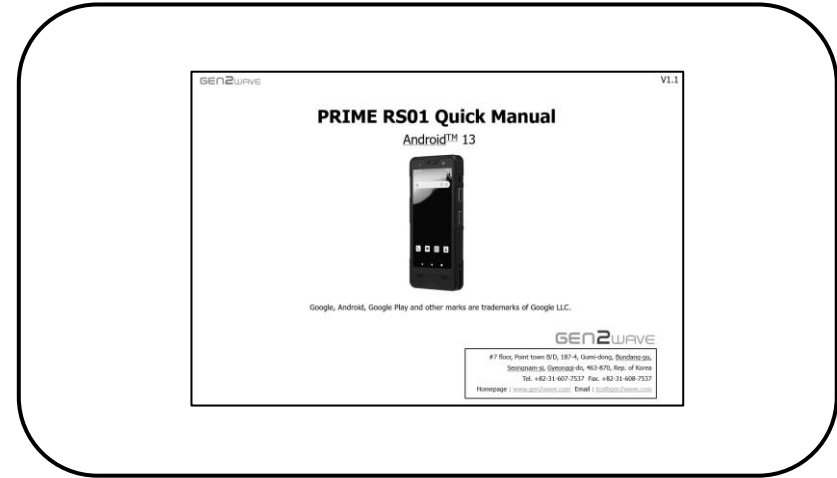 GEN2WAVE
V1.1
PRIME RS01 Quick Manual
Android™ 13
Google, Android, Google Play and other marks are trademarks of Google LLC.
GEN2WAVE
#7 floor, Point town B/D, 187-4, Gumi-dong, Bundang-gu,
Seongnam-si, Gyeonggi-do, 463-870, Rep. of Korea
Tel. +82-31-607-7537 Fax. +82-31-608-7537
Homepage : www.gen2wave.com Email :